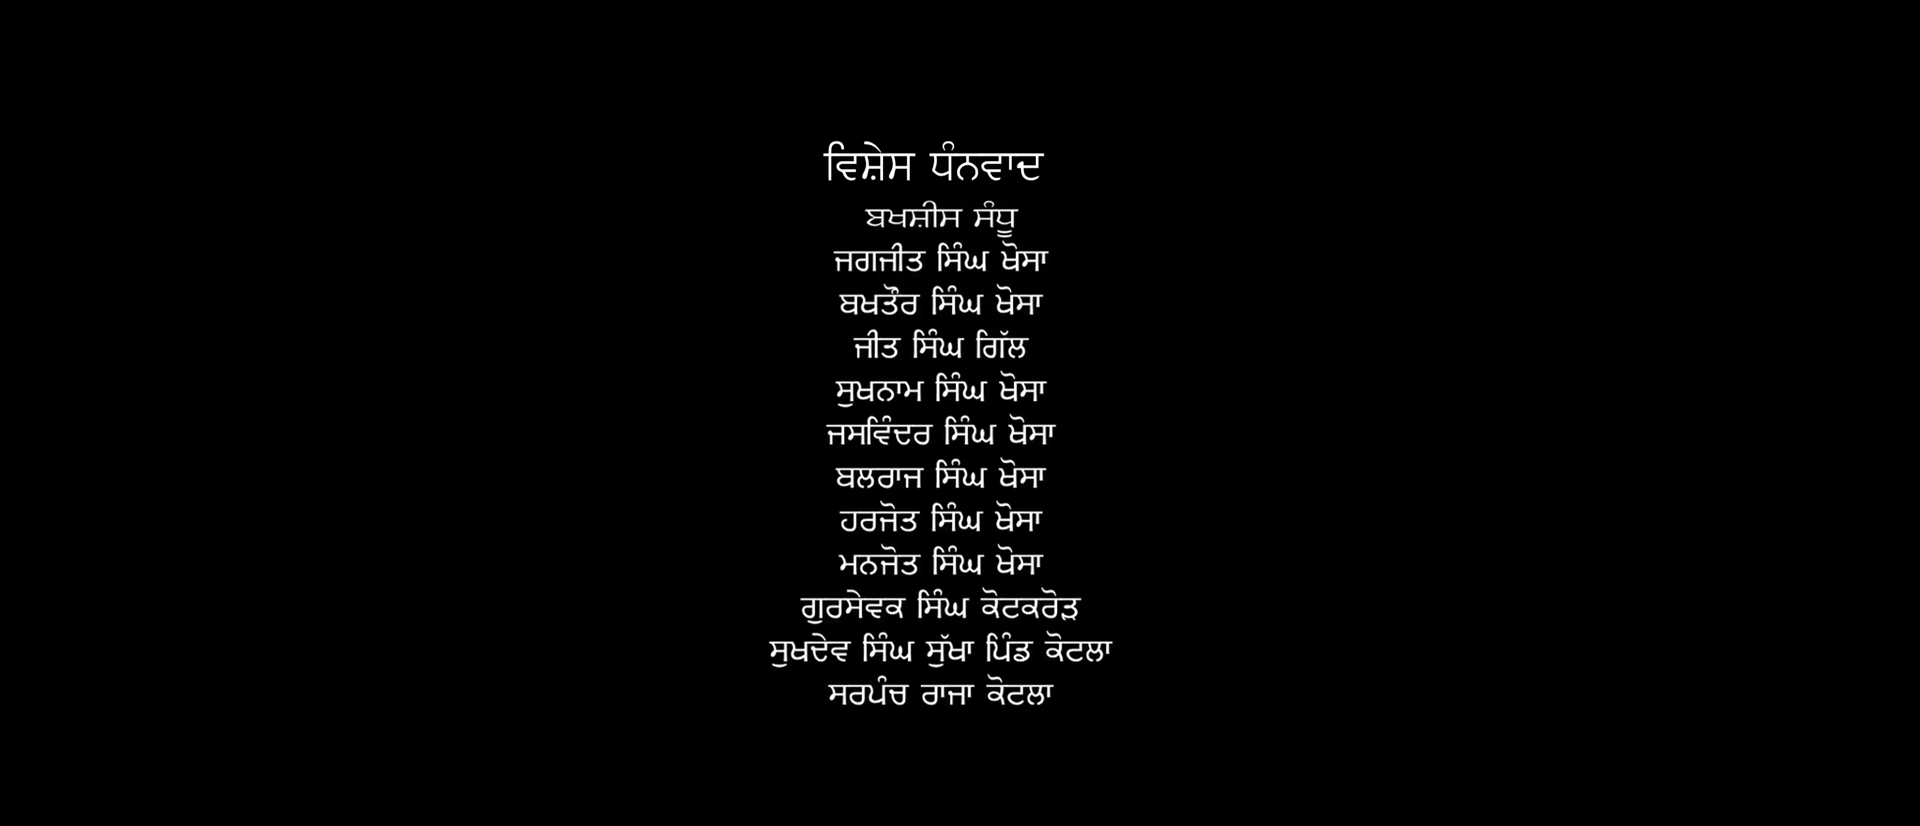 ਵਿਸ਼ੇਸ ਧੰਨਵਾਦ
ਬਖਸ਼ੀਸ ਸੰਧੂ
ਜਗਜੀਤ ਸਿੰਘ ਖੋਸਾ
ਬਖਤੌਰ ਸਿੰਘ ਖੋਸਾ
ਜੀਤ ਸਿੰਘ ਗਿੱਲ
ਸੁਖਨਾਮ ਸਿੰਘ ਖੋਸਾ
ਜਸਵਿੰਦਰ ਸਿੰਘ ਖੋਸਾ
ਬਲਰਾਜ ਸਿੰਘ ਖੋਸਾ
ਹਰਜੋਤ ਸਿੰਘ ਖੋਸਾ
ਮਨਜੋਤ ਸਿੰਘ ਖੋਸਾ
ਗੁਰਸੇਵਕ ਸਿੰਘ ਕੋਟਕਰੋੜ
ਸੁਖਦੇਵ ਸਿੰਘ ਸੁੱਖਾ ਪਿੰਡ ਕੋਟਲਾ
ਸਰਪੰਚ ਰਾਜਾ ਕੋਟਲਾ